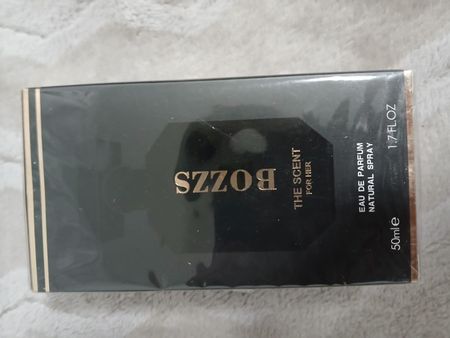 BOZZS
THE SCENT
FOR HER
EAU DE PARFUM
NATURAL SPRAY
50ml℮ 1.7 FL.OZ